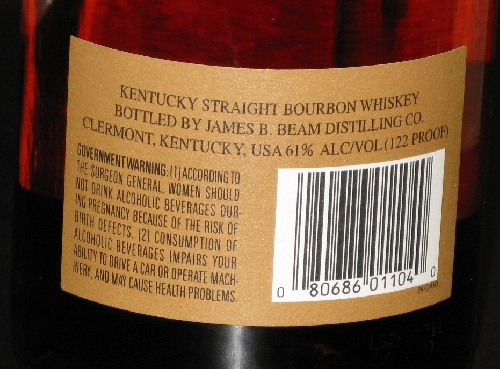 KENTUCKY STRAIGHT BOURBON WHISKEY
BOTTLED BY JAMES B. BEAM DISTILLING CO.
CLERMONT, KENTUCKY, USA 61% ALC/VOL (122 PROOF)
GOVERNMENT WARNING: (1) ACCORDING TO
THE SURGEON GENERAL, WOMEN SHOULD
NOT DRINK ALCOHOLIC BEVERAGES DUR-
ING PREGNANCY BECAUSE OF THE RISK OF
BIRTH DEFECTS. (2) CONSUMPTION OF
ALCOHOLIC BEVERAGES IMPAIRS YOUR
ABILITY TO DRIVE A CAR OR OPERATE MACH-
INERY, AND MAY CAUSE HEALTH PROBLEMS.
0 80686 01104 0